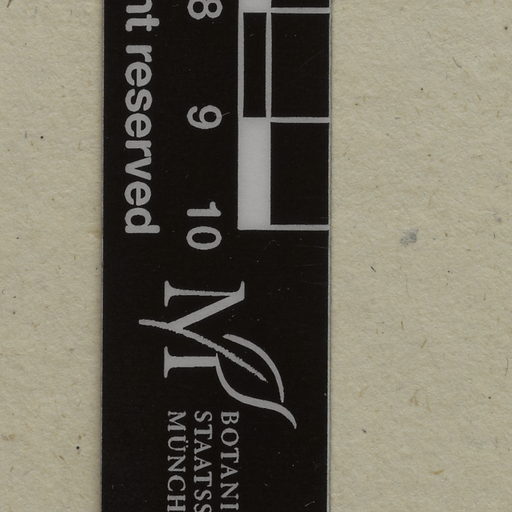 nt reserved
8 9 10
M
BOTANI
STAATSS
MÜNCH